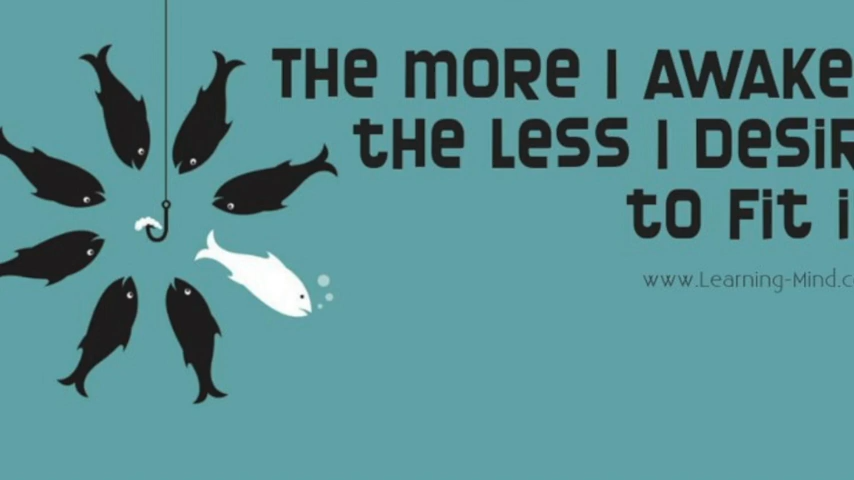 THE MORE I AWAKE
THE LESS I DESIR
TO FIT I
www.Learning-Mind.c